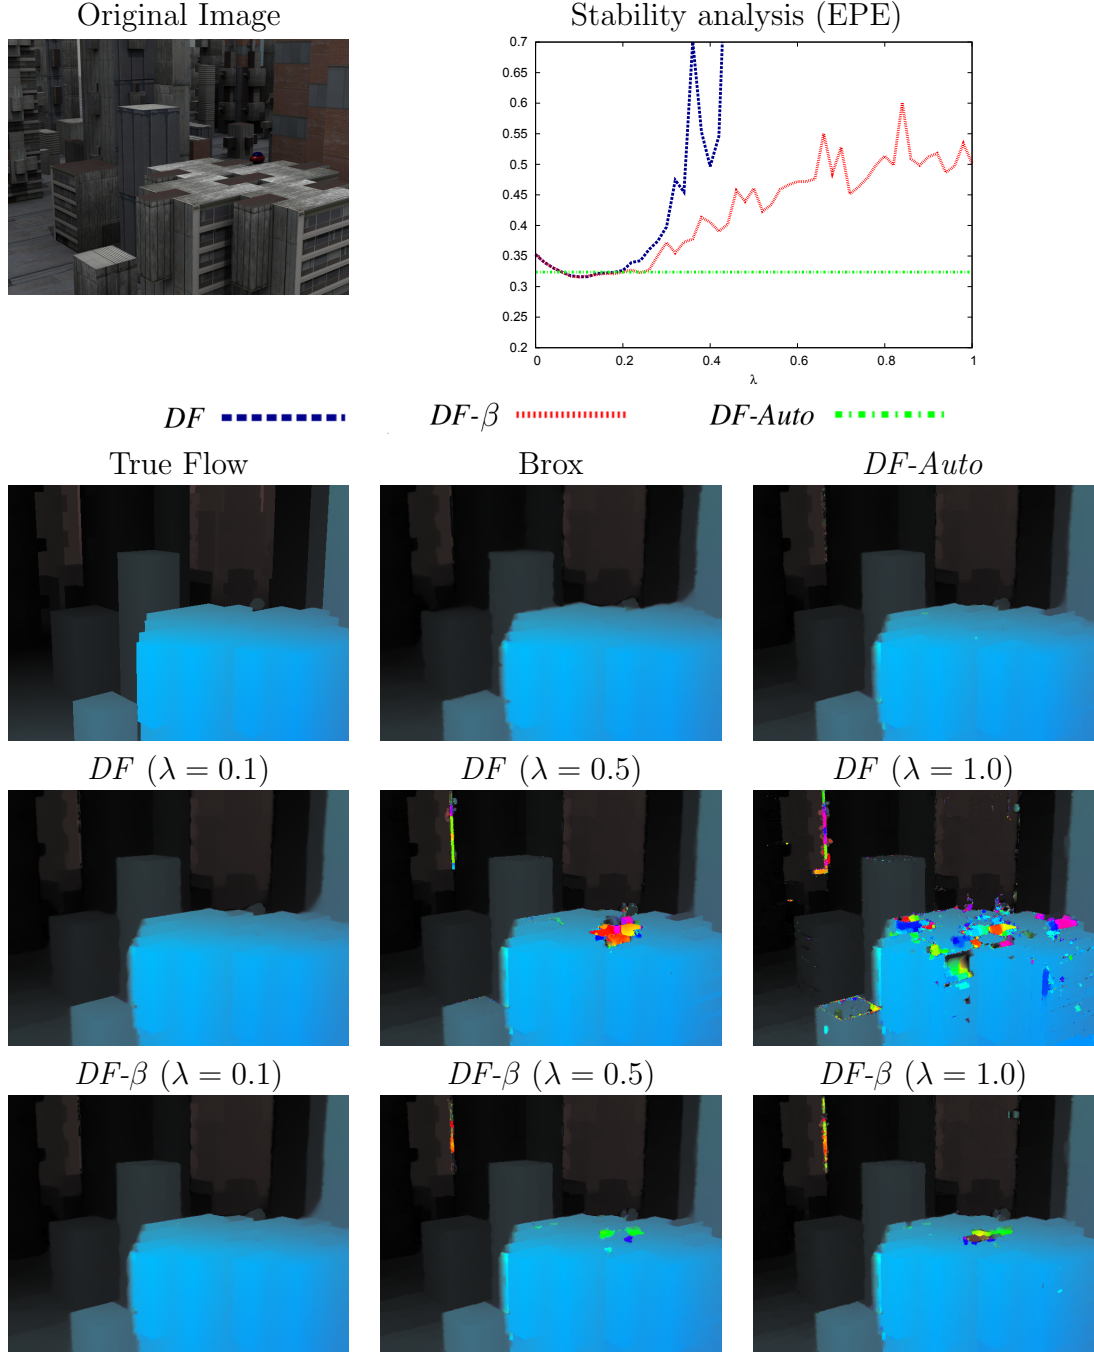 Original Image
Stability analysis (EPE)
0.7
0.65
0.6
0.55
0.5
0.45
0.4
0.35
0.3
0.25
0.2
0 0.2 0.4 0.6 0.8 1
λ
DF DF-β DF-Auto
True Flow Brox DF-Auto
DF (λ = 0.1) DF (λ = 0.5) DF (λ = 1.0)
DF-β (λ = 0.1) DF-β (λ = 0.5) DF-β (λ = 1.0)